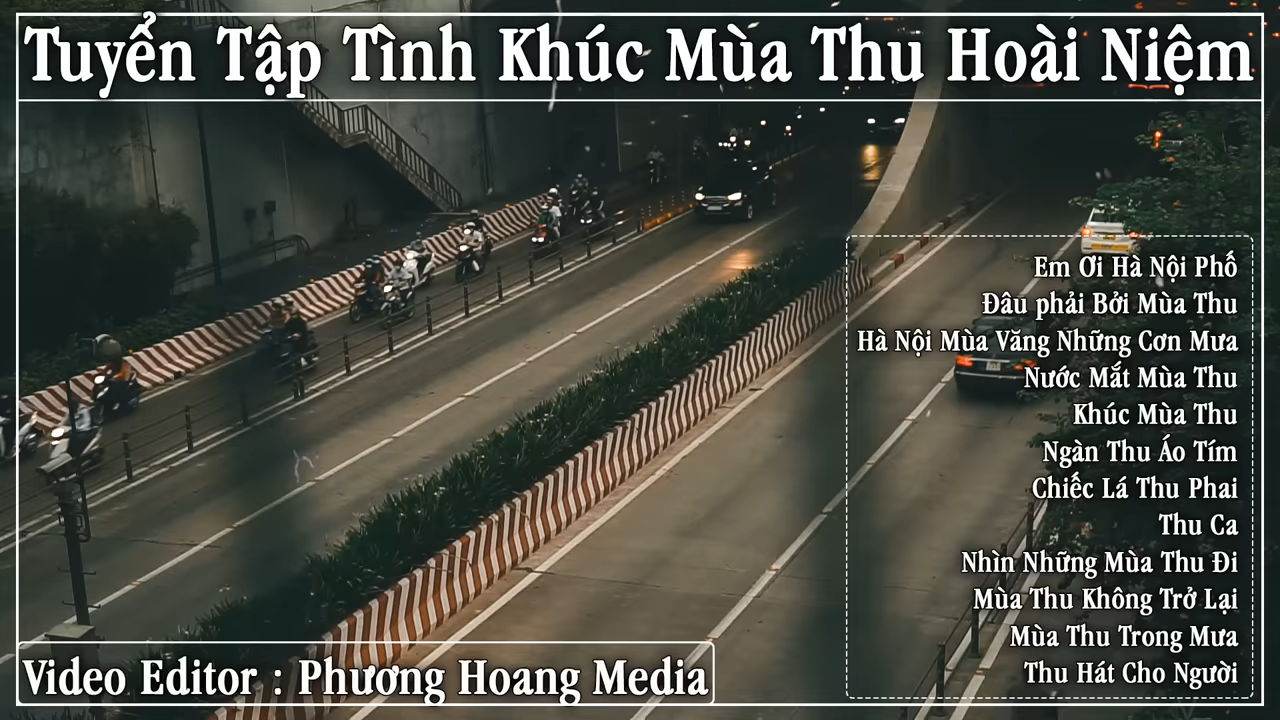 Tuyển Tập Tình Khúc Mùa Thu Hoài Niệm
Em Ơi Hà Nội Phố
Đâu phải Bởi Mùa Thu
Hà Nội Mùa Văng Những Cơn Mưa
Nước Mắt Mùa Thu
Khúc Mùa Thu
Ngàn Thu Áo Tím
Chiếc Lá Thu Phai
Thu Ca
Nhìn Những Mùa Thu Đi
Mùa Thu Không Trở Lại
Mùa Thu Trong Mưa
Thu Hát Cho Người
Video Editor : Phương Hoang Media